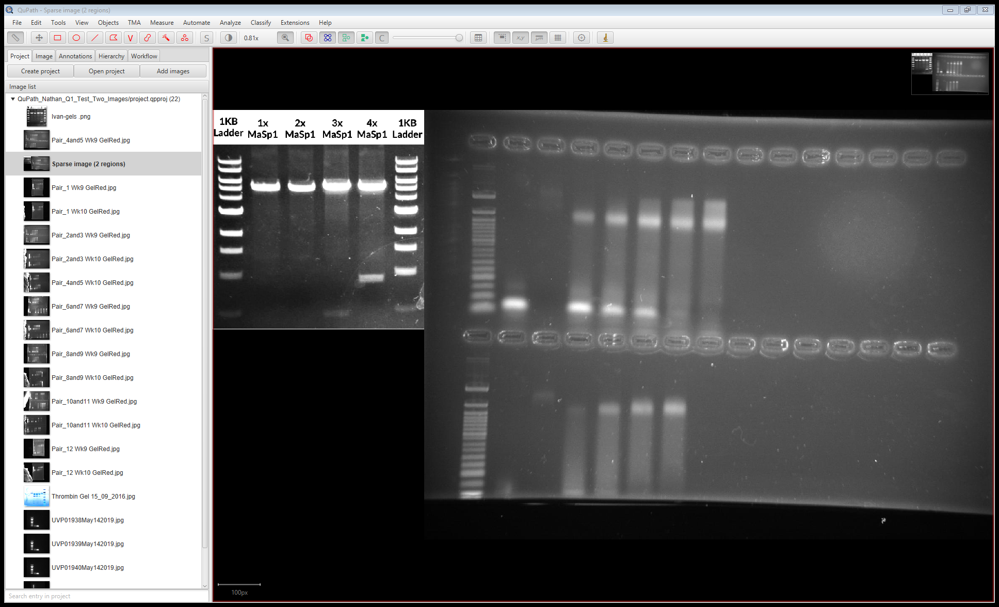 QuPath - Sparse image (2 regions)
File Edit Tools View Objects TMA Measure Automate Analyze Classify Extensions Help
S 0.81x C x,y µm
Project Image Annotations Hierarchy Workflow
Create project Open project Add images
Image list
QuPath_Nathan_Q1_Test_Two_Images/project.qpproj (22)
Ivan-gels .png
Pair_4and5 Wk9 GelRed.jpg
Sparse image (2 regions)
Pair_1 Wk9 GelRed.jpg
Pair_1 Wk10 GelRed.jpg
Pair_2and3 Wk9 GelRed.jpg
Pair_2and3 Wk10 GelRed.jpg
Pair_4and5 Wk10 GelRed.jpg
Pair_6and7 Wk9 GelRed.jpg
Pair_6and7 Wk10 GelRed.jpg
Pair_8and9 Wk9 GelRed.jpg
Pair_8and9 Wk10 GelRed.jpg
Pair_10and11 Wk9 GelRed.jpg
Pair_10and11 Wk10 GelRed.jpg
Pair_12 Wk9 GelRed.jpg
Pair_12 Wk10 GelRed.jpg
Thrombin Gel 15_09_2016.jpg
UVP01938May142019.jpg
UVP01939May142019.jpg
UVP01940May142019.jpg
Search entry in project
1KB 1x 2x 3x 4x 1KB
Ladder MaSp1 MaSp1 MaSp1 MaSp1 Ladder
100px